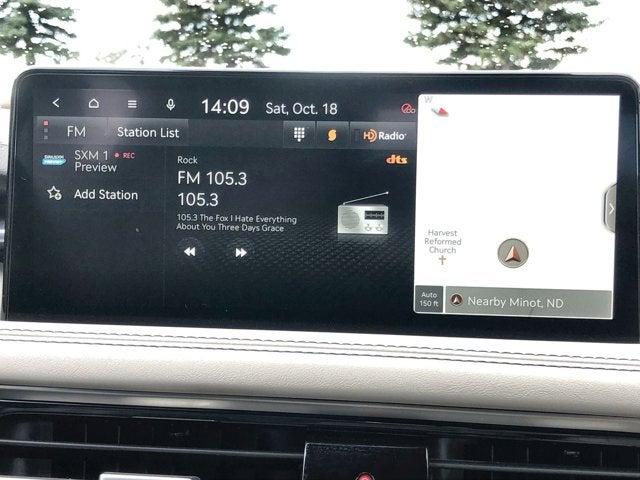 14:09 Sat, Oct. 18
FM Station List
HD Radio
SXM 1 REC
Preview
Add Station
Rock
dts
FM 105.3
105.3
105.3 The Fox I Hate Everything
About You Three Days Grace
W
Harvest
Reformed
Church
Auto
150 ft
Nearby Minot, ND